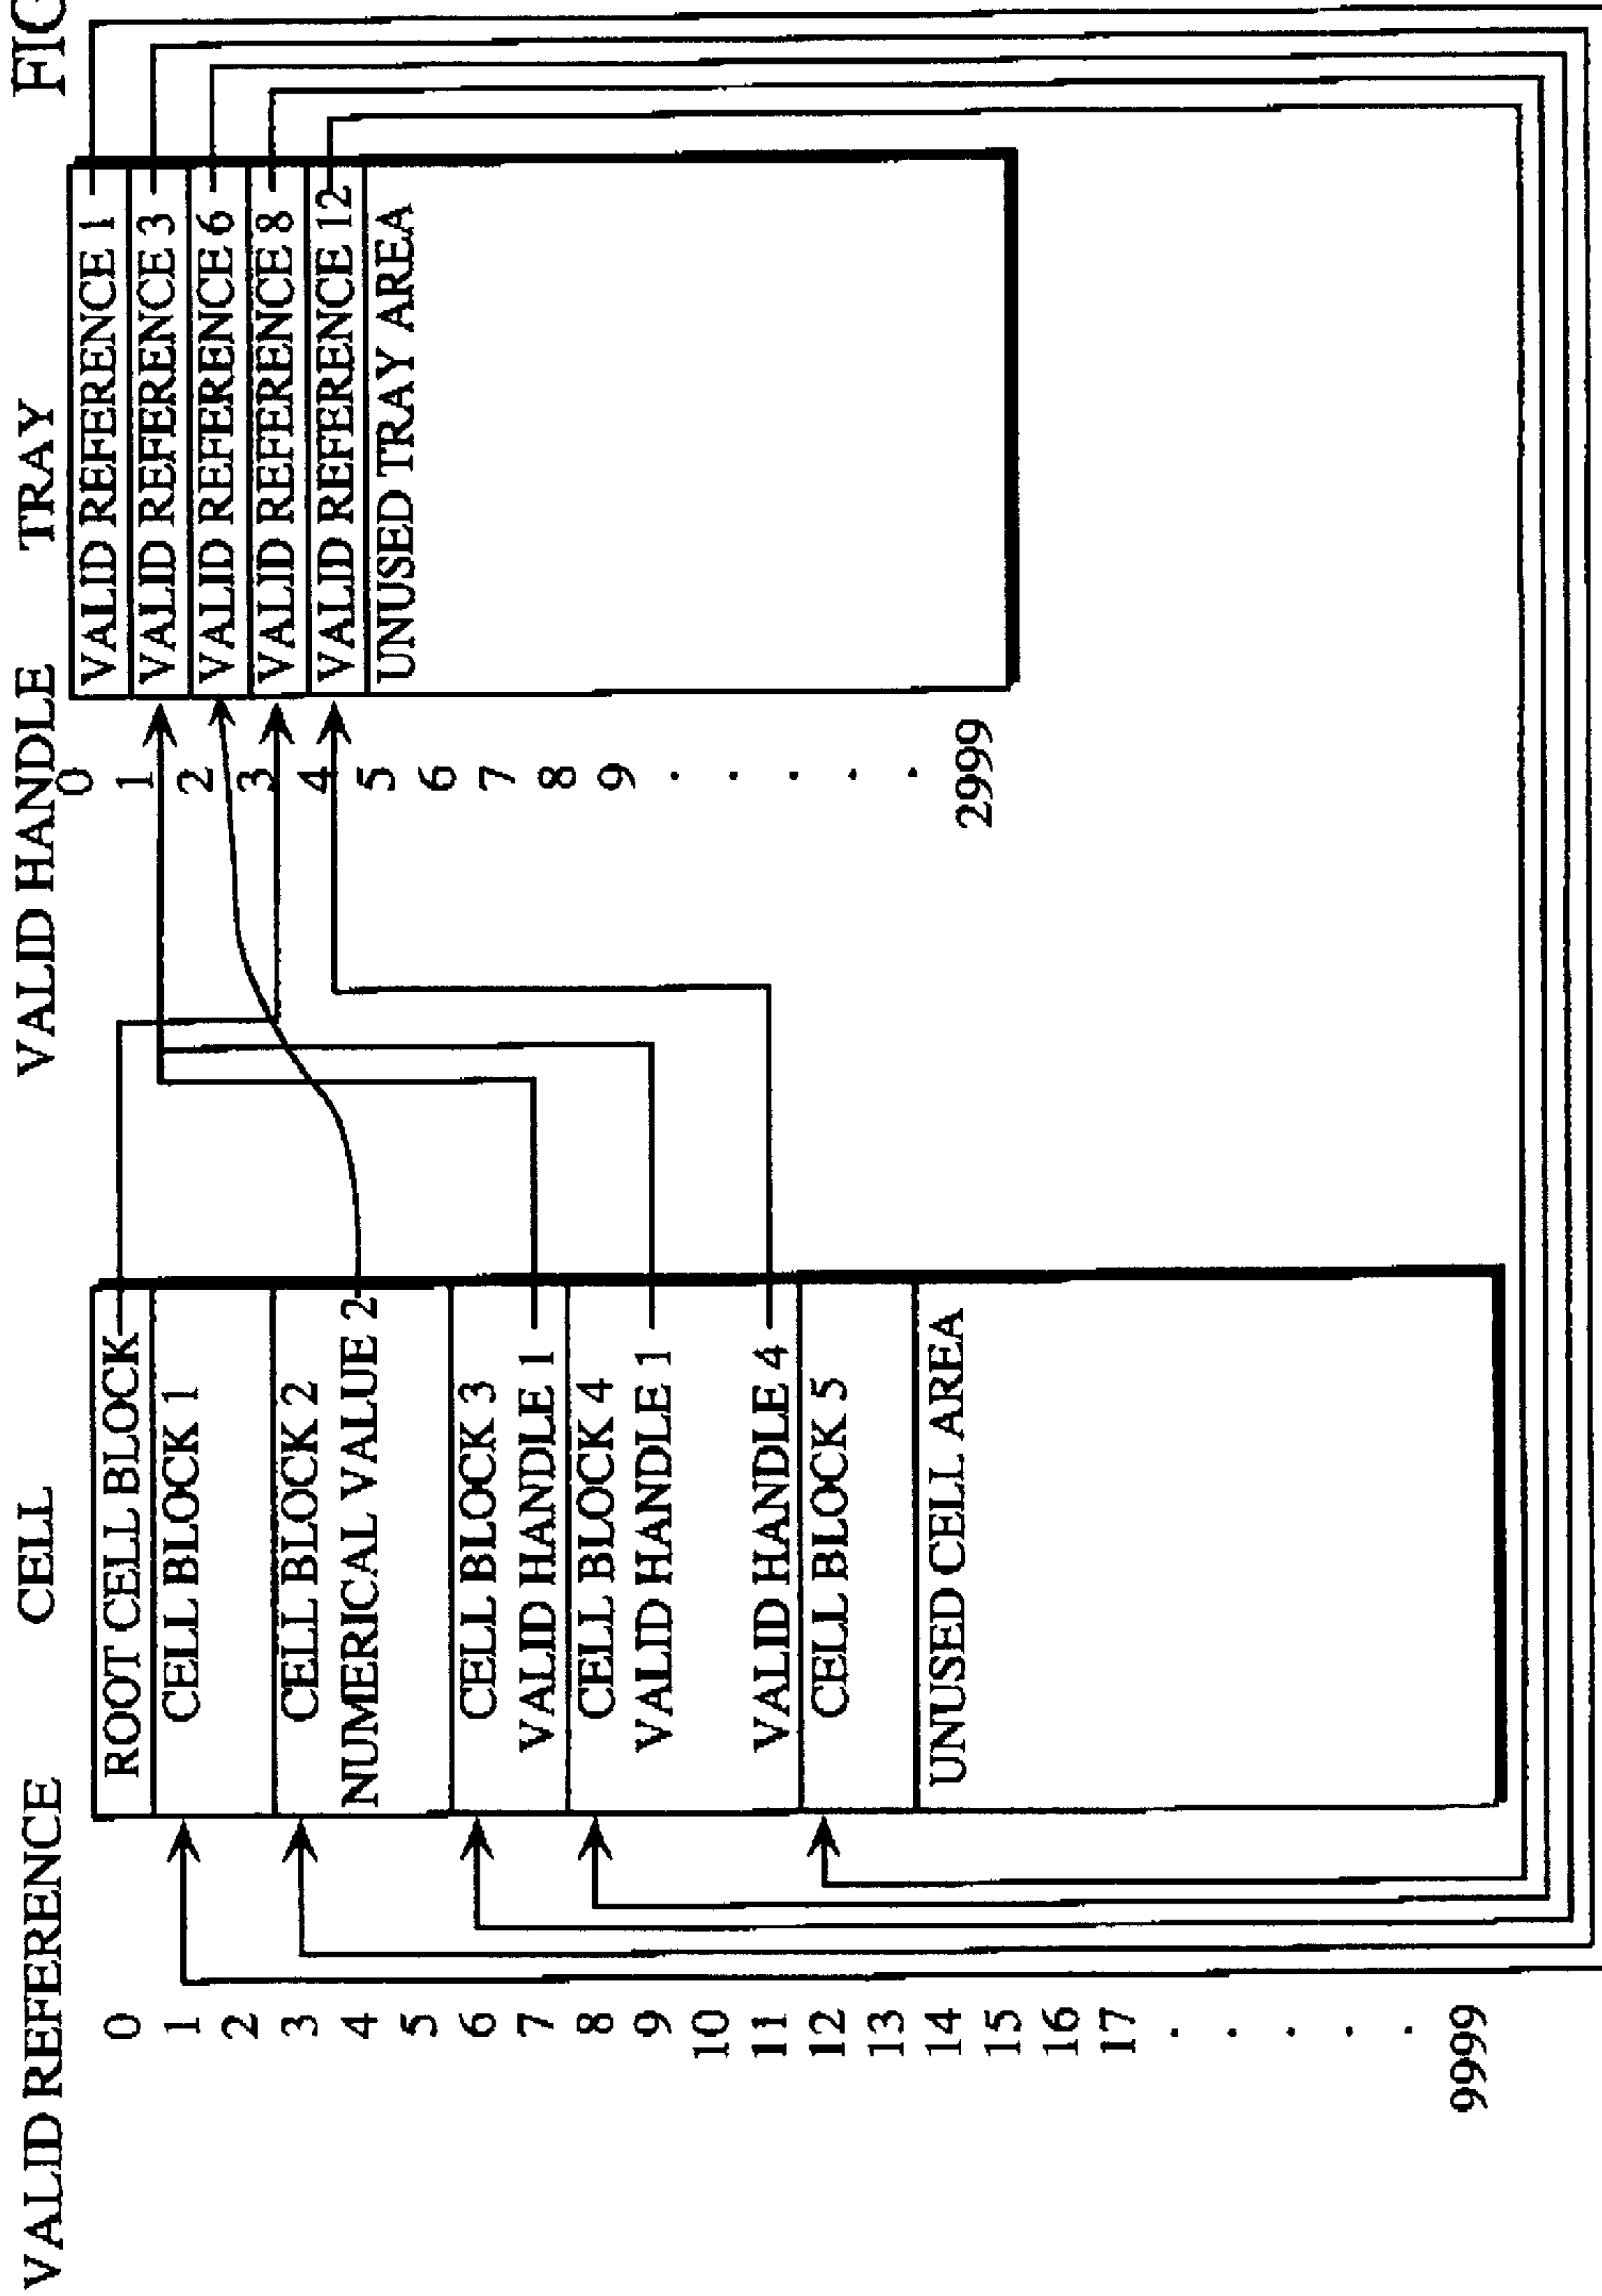 FIG
VALID REFERENCE
CELL
VALID HANDLE
TRAY
0
1
2
3
4
5
6
7
8
9
10
11
12
13
14
15
16
17
.
.
.
.
.
9999
ROOT CELL BLOCK
CELL BLOCK 1
CELL BLOCK 2
NUMERICAL VALUE 2
CELL BLOCK 3
VALID HANDLE 1
CELL BLOCK 4
VALID HANDLE 1
VALID HANDLE 4
CELL BLOCK 5
UNUSED CELL AREA
0
1
2
3
4
5
6
7
8
9
.
.
.
.
.
2999
VALID REFERENCE 1
VALID REFERENCE 3
VALID REFERENCE 6
VALID REFERENCE 8
VALID REFERENCE 12
UNUSED TRAY AREA